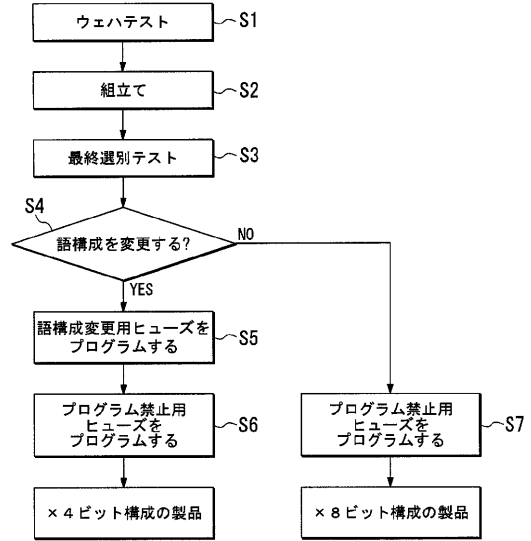 ウェハテスト
S1
組立て
S2
最終選別テスト
S3
S4
語構成を変更する?
NO
YES
語構成変更用ヒューズを
プログラムする
S5
プログラム禁止用
ヒューズを
プログラムする
S6
プログラム禁止用
ヒューズを
プログラムする
S7
×4ビット構成の製品
×8ビット構成の製品